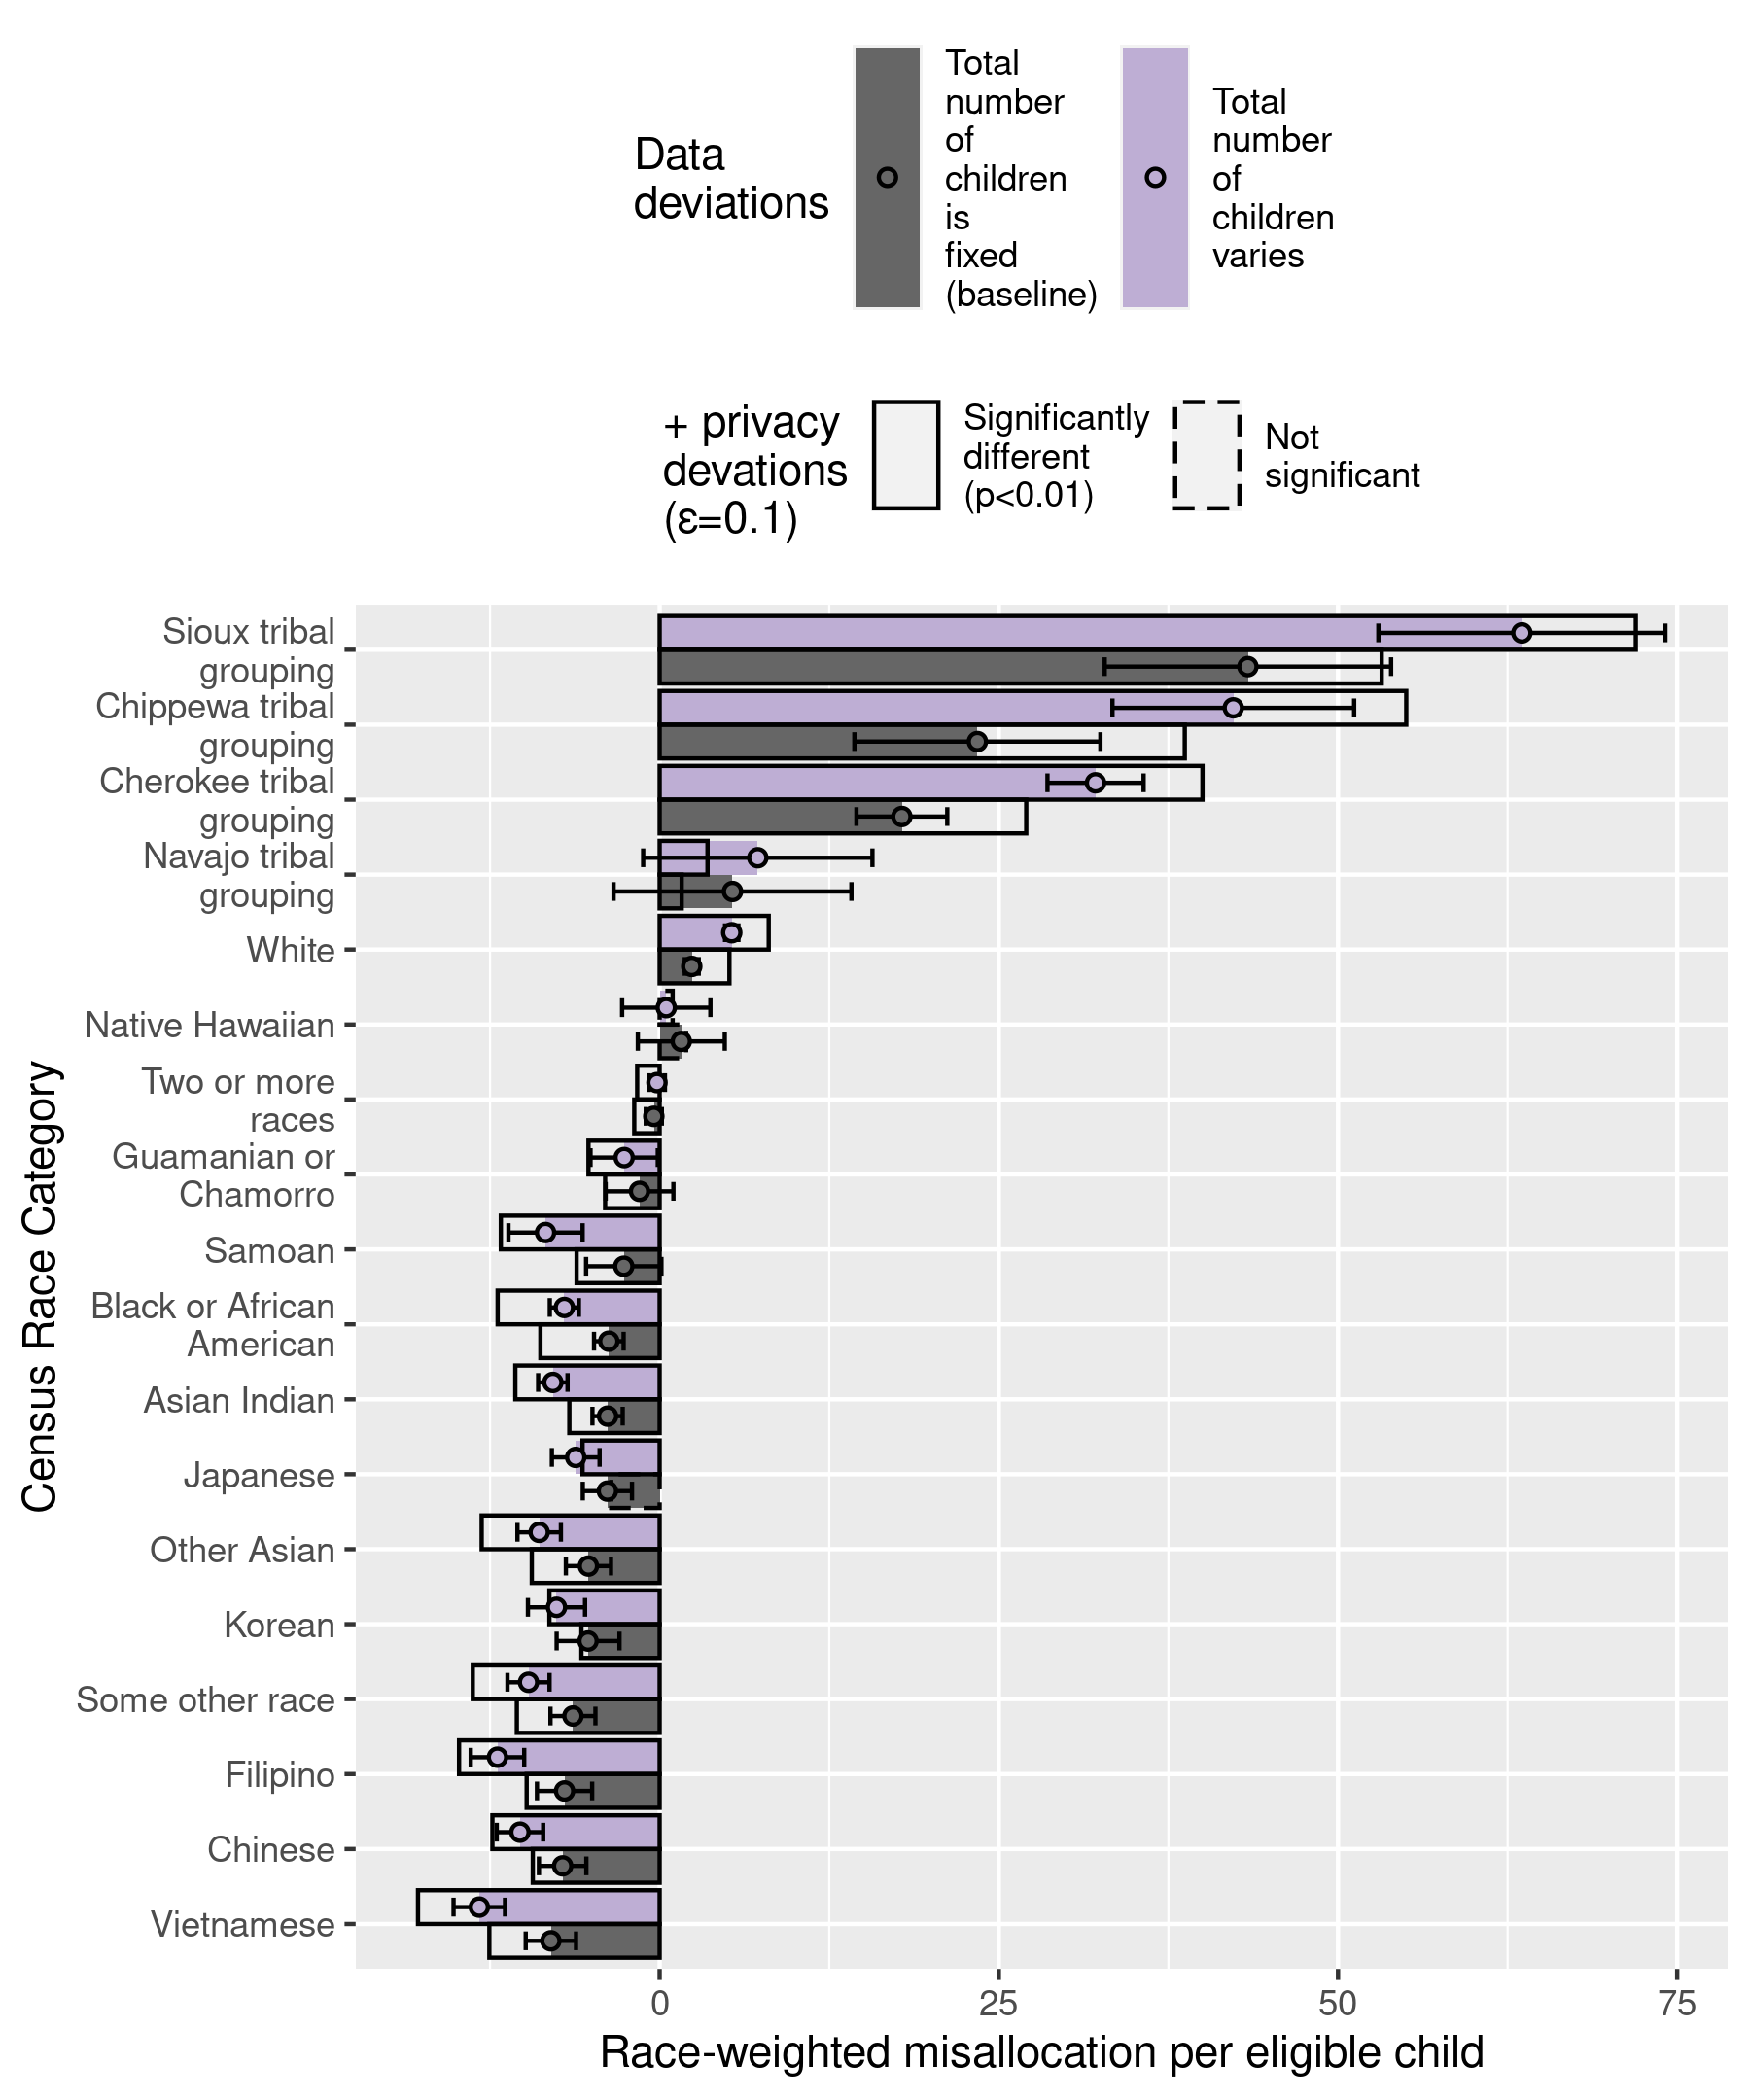 Data
deviations
Total
number
of
children
is
fixed
(baseline)
Total
number
of
children
varies
+ privacy
devations
(ε=0.1)
Significantly
different
(p<0.01)
Not
significant
Census Race Category
Sioux tribal
grouping
Chippewa tribal
grouping
Cherokee tribal
grouping
Navajo tribal
grouping
White
Native Hawaiian
Two or more
races
Guamanian or
Chamorro
Samoan
Black or African
American
Asian Indian
Japanese
Other Asian
Korean
Some other race
Filipino
Chinese
Vietnamese
0
25
50
75
Race-weighted misallocation per eligible child